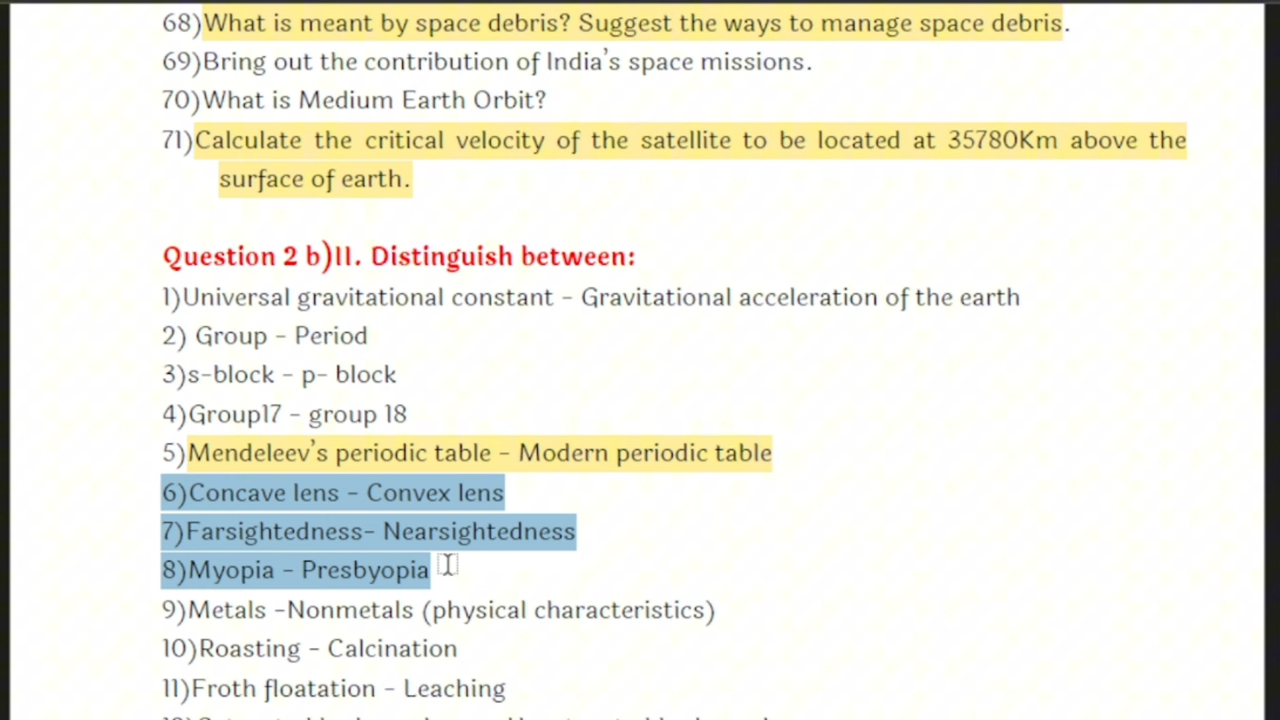 68)What is meant by space debris? Suggest the ways to manage space debris.
69)Bring out the contribution of India's space missions.
70)What is Medium Earth Orbit?
71)Calculate the critical velocity of the satellite to be located at 35780Km above the
surface of earth.
Question 2 b)II. Distinguish between:
1)Universal gravitational constant - Gravitational acceleration of the earth
2) Group - Period
3)s-block - p- block
4)Group17 - group 18
5)Mendeleev's periodic table - Modern periodic table
6)Concave lens - Convex lens
7)Farsightedness- Nearsightedness
8)Myopia - Presbyopia
9)Metals -Nonmetals (physical characteristics)
10)Roasting - Calcination
11)Froth floatation - Leaching